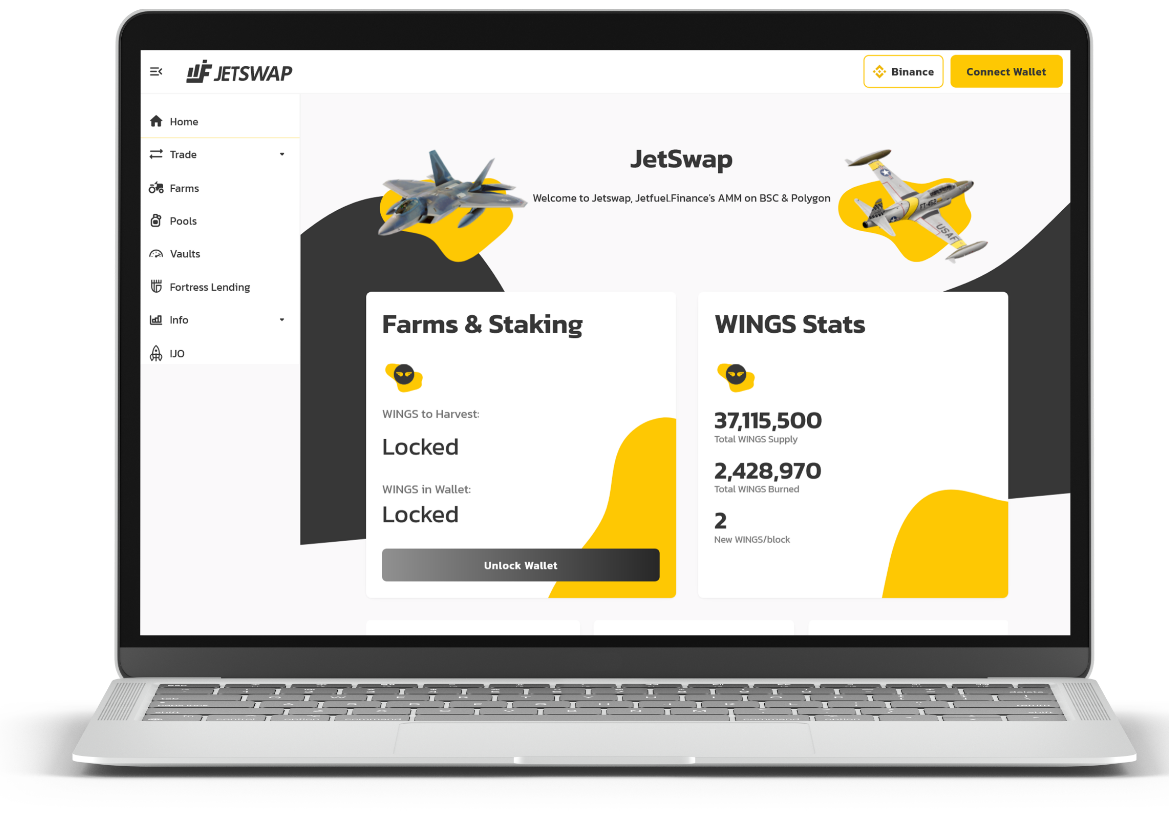 JETSWAP
Binance
Connect Wallet
Home
Trade
Farms
Pools
Vaults
Fortress Lending
Info
IJO
JetSwap
Welcome to Jetswap, Jetfuel.Finance's AMM on BSC & Polygon
USAF
Farms & Staking
WINGS to Harvest:
Locked
WINGS in Wallet:
Locked
Unlock Wallet
WINGS Stats
37,115,500
Total WINGS Supply
2,428,970
Total WINGS Burned
2
New WINGS/block